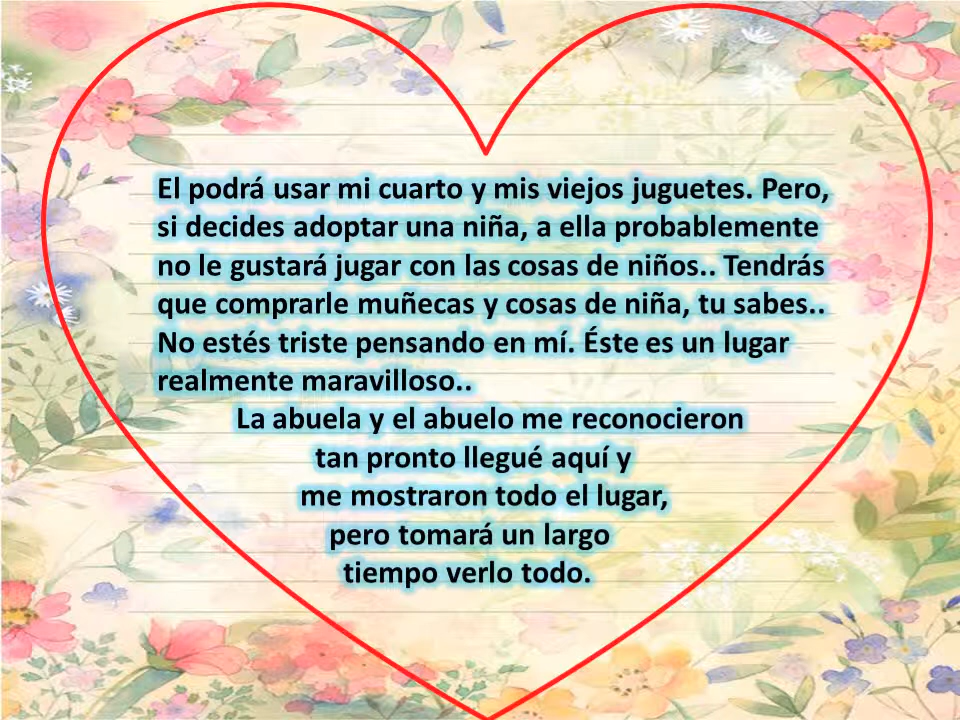 El podrá usar mi cuarto y mis viejos juguetes. Pero,
si decides adoptar una niña, a ella probablemente
no le gustará jugar con las cosas de niños.. Tendrás
que comprarle muñecas y cosas de niña, tu sabes..
No estés triste pensando en mí. Éste es un lugar
realmente maravilloso..
La abuela y el abuelo me reconocieron
tan pronto llegué aquí y
me mostraron todo el lugar,
pero tomará un largo
tiempo verlo todo.